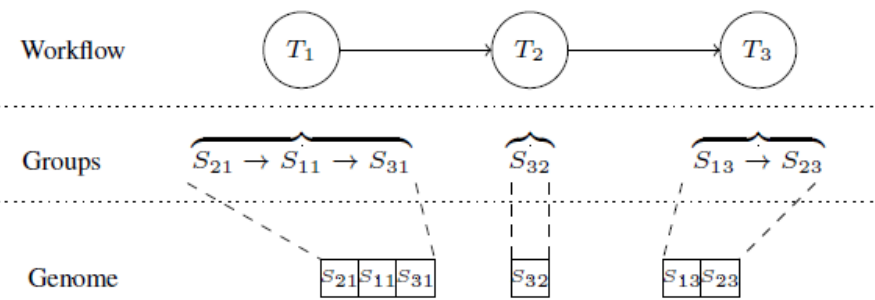 Workflow T₁ T₂ T₃
Groups S₂₁ → S₁₁ → S₃₁ S₃₂ S₁₃ → S₂₃
Genome S₂₁ S₁₁ S₃₁ S₃₂ S₁₃ S₂₃